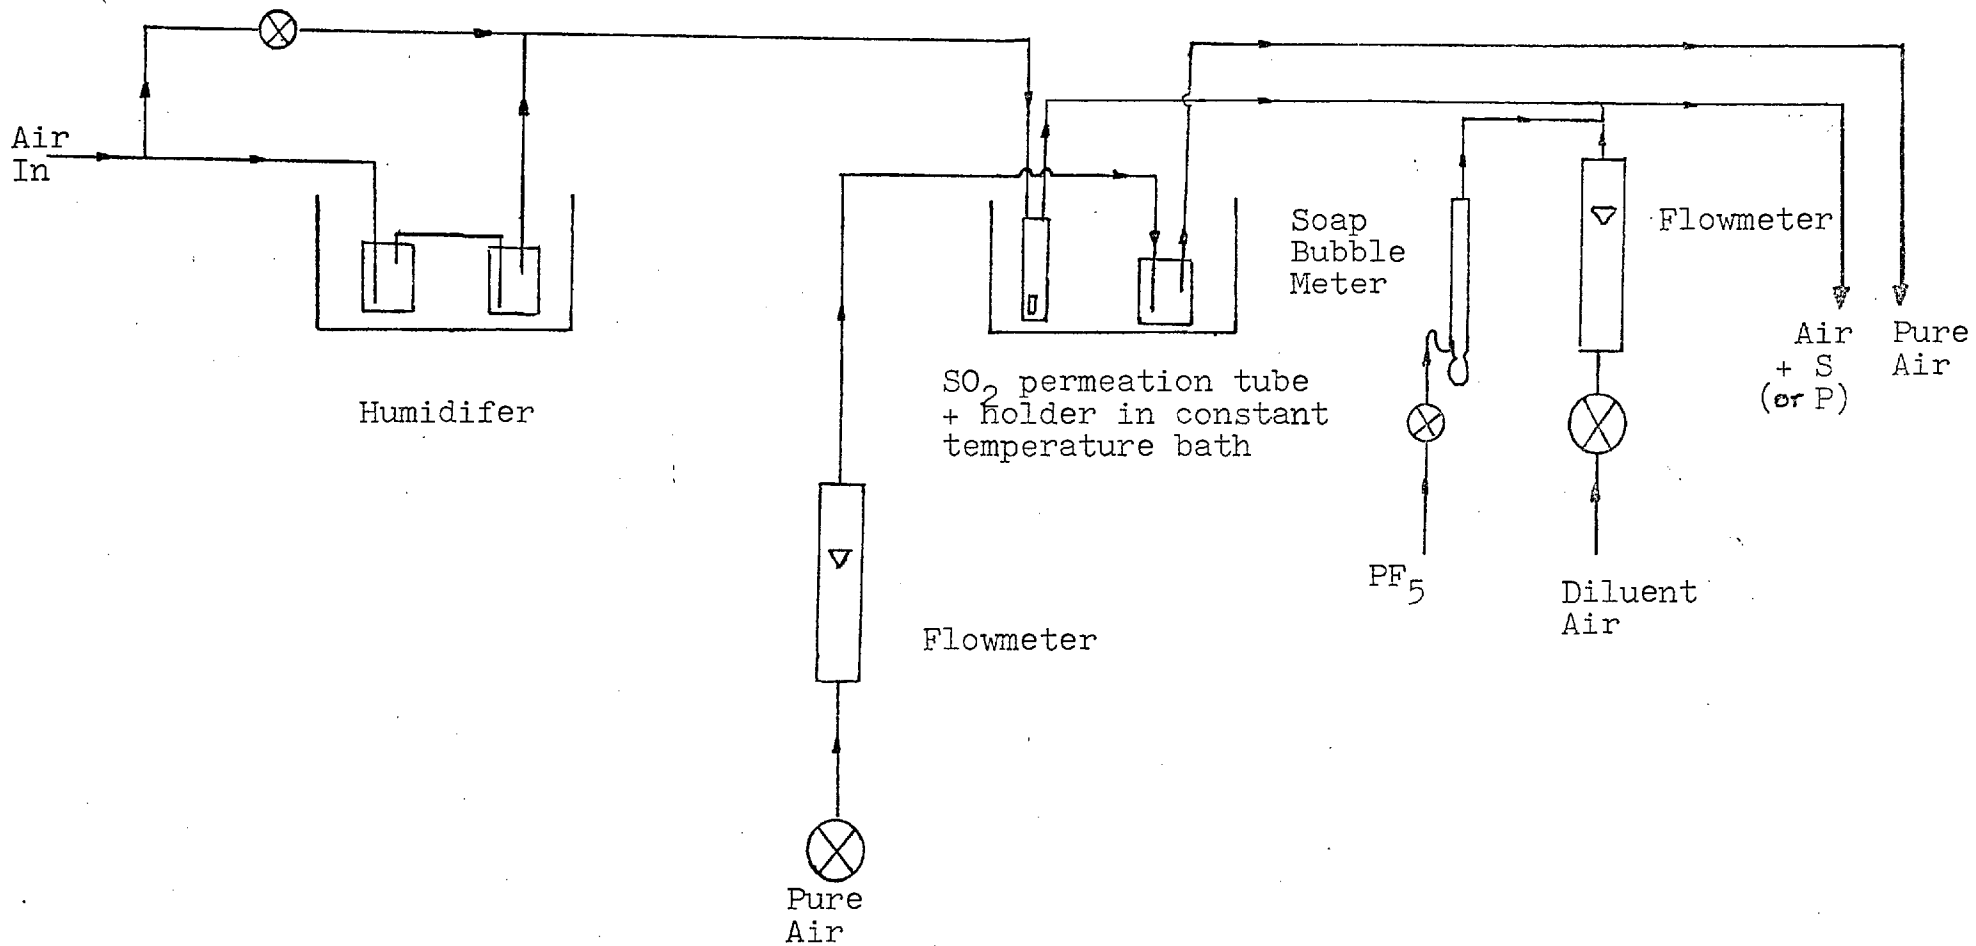 Air
In
Humidifer
SO2 permeation tube
+ holder in constant
temperature bath
Flowmeter
Pure
Air
Soap
Bubble
Meter
Flowmeter
PF5
Diluent
Air
Air
+ S
(or P)
Pure
Air